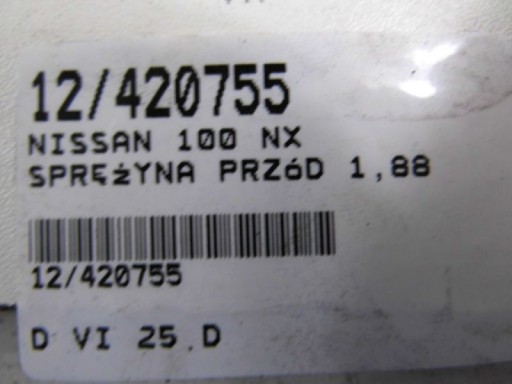 12/420755
NISSAN 100 NX
SPRĘŻYNA PRZÓD 1,88
12/420755
D VI 25.D